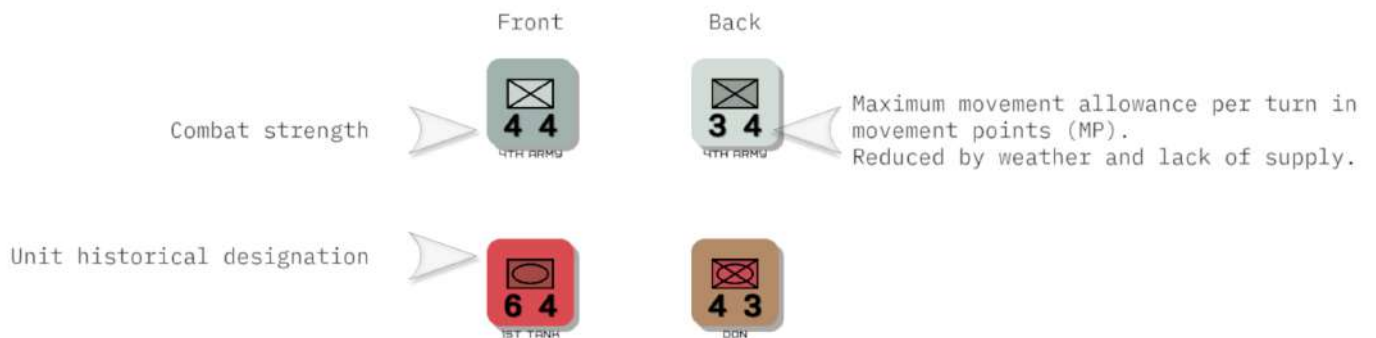 Front Back
4 4
4TH ARMY
3 4
4TH ARMY
Combat strength
Maximum movement allowance per turn in
movement points (MP).
Reduced by weather and lack of supply.
Unit historical designation
6 4
1ST TANK
4 3
DON